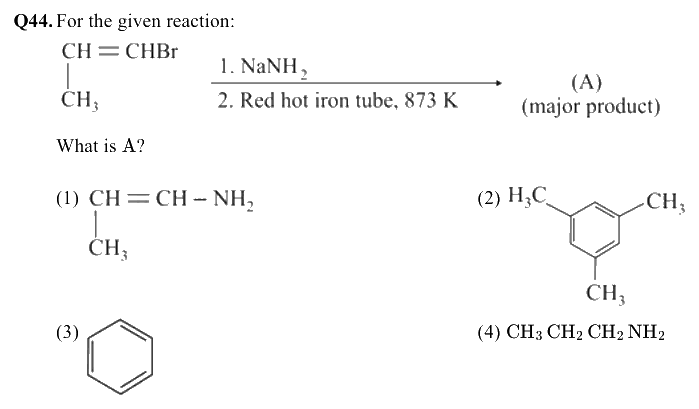 Q44. For the given reaction:
CH = CHBr
CH₃
1. NaNH₂
2. Red hot iron tube, 873 K
(A)
(major product)
What is A?
(1) CH = CH – NH₂
CH₃
(2) H₃C
CH₃
CH₃
(3)
(4) CH₃ CH₂ CH₂ NH₂